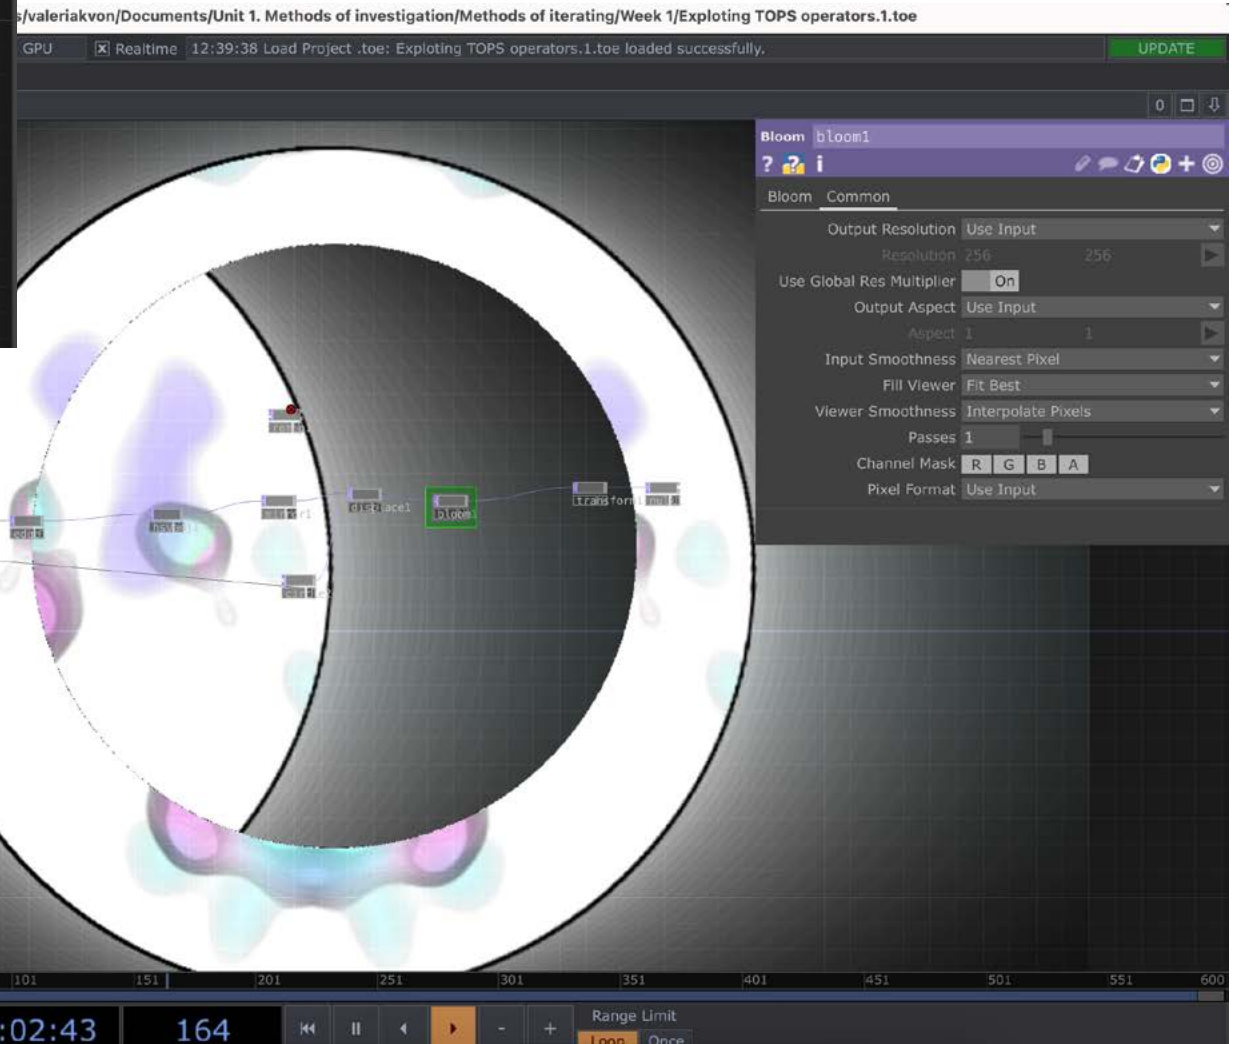 s/valeriakvon/Documents/Unit 1. Methods of investigation/Methods of iterating/Week 1/Exploting TOPS operators.1.toe
GPU x Realtime 12:39:38 Load Project .toe: Exploting TOPS operators.1.toe loaded successfully. UPDATE
0
Bloom bloom1
? ? i
Bloom Common
Output Resolution Use Input
Resolution 256 256
Use Global Res Multiplier On
Output Aspect Use Input
Aspect 1 1
Input Smoothness Nearest Pixel
Fill Viewer Fit Best
Viewer Smoothness Interpolate Pixels
Passes 1
Channel Mask R G B A
Pixel Format Use Input
mirror1 displace1 bloom1 transform1
101 151 201 251 301 351 401 451 501 551 600
:02:43 164 - +
Range Limit
Loop Once